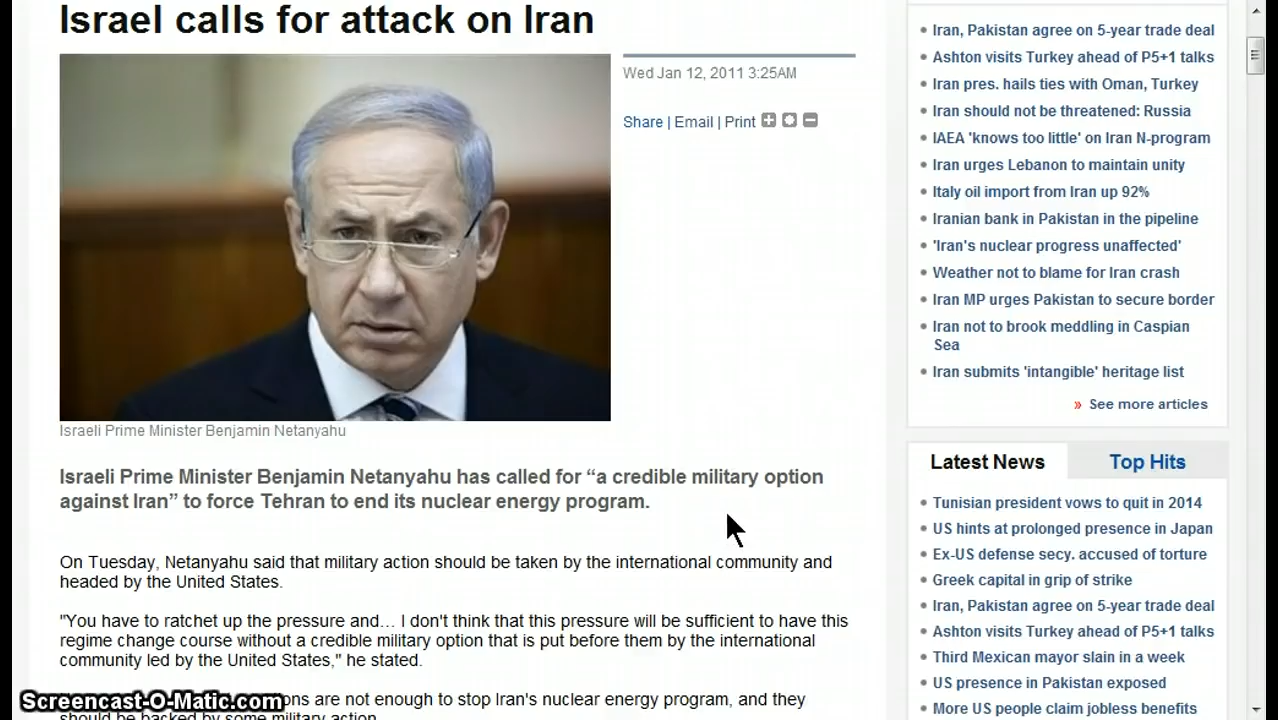 Israel calls for attack on Iran
Wed Jan 12, 2011 3:25AM
Share | Email | Print
Israeli Prime Minister Benjamin Netanyahu
Israeli Prime Minister Benjamin Netanyahu has called for “a credible military option
against Iran” to force Tehran to end its nuclear energy program.
On Tuesday, Netanyahu said that military action should be taken by the international community and
headed by the United States.
"You have to ratchet up the pressure and… I don't think that this pressure will be sufficient to have this
regime change course without a credible military option that is put before them by the international
community led by the United States," he stated.
ons are not enough to stop Iran's nuclear energy program, and they
should be backed by some military action
Screencast-O-Matic.com
Iran, Pakistan agree on 5-year trade deal
Ashton visits Turkey ahead of P5+1 talks
Iran pres. hails ties with Oman, Turkey
Iran should not be threatened: Russia
IAEA 'knows too little' on Iran N-program
Iran urges Lebanon to maintain unity
Italy oil import from Iran up 92%
Iranian bank in Pakistan in the pipeline
'Iran's nuclear progress unaffected'
Weather not to blame for Iran crash
Iran MP urges Pakistan to secure border
Iran not to brook meddling in Caspian
Sea
Iran submits 'intangible' heritage list
» See more articles
Latest News Top Hits
Tunisian president vows to quit in 2014
US hints at prolonged presence in Japan
Ex-US defense secy. accused of torture
Greek capital in grip of strike
Iran, Pakistan agree on 5-year trade deal
Ashton visits Turkey ahead of P5+1 talks
Third Mexican mayor slain in a week
US presence in Pakistan exposed
More US people claim jobless benefits